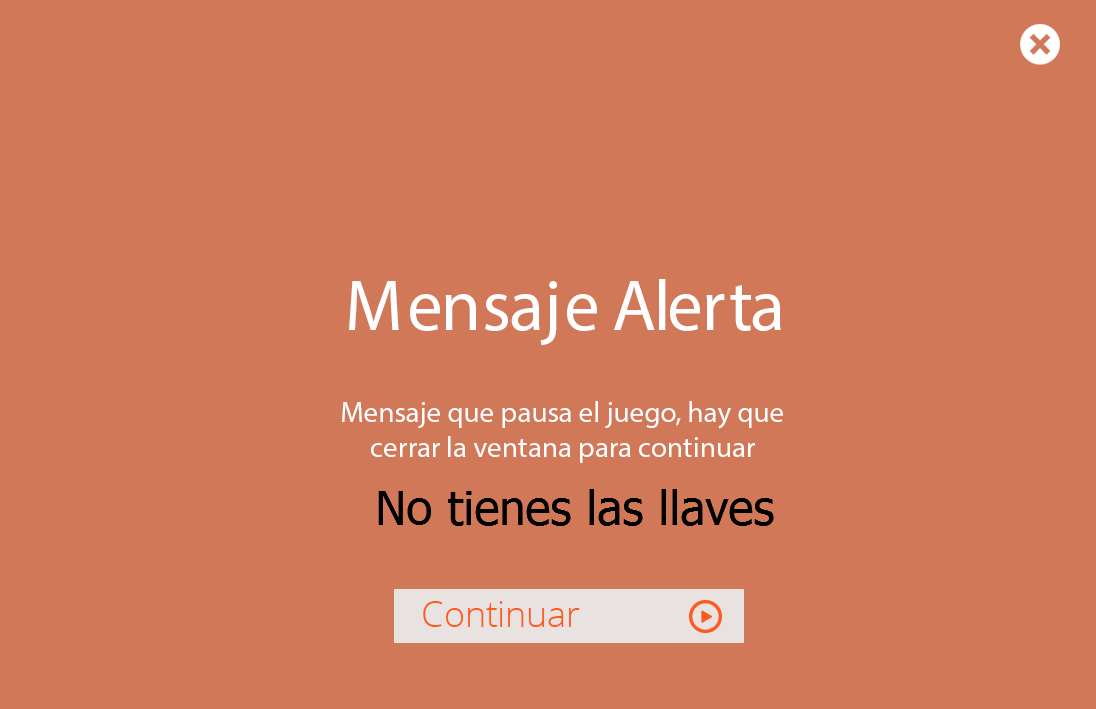 Mensaje Alerta
Mensaje que pausa el juego, hay que
cerrar la ventana para continuar
No tienes las llaves
Continuar